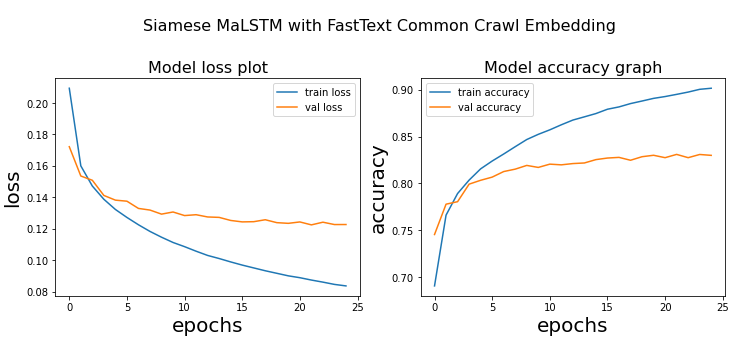 Siamese MaLSTM with FastText Common Crawl Embedding
Model loss plot
train loss
val loss
loss
0.20
0.18
0.16
0.14
0.12
0.10
0.08
0
5
10
15
20
25
epochs
Model accuracy graph
train accuracy
val accuracy
accuracy
0.90
0.85
0.80
0.75
0.70
0
5
10
15
20
25
epochs